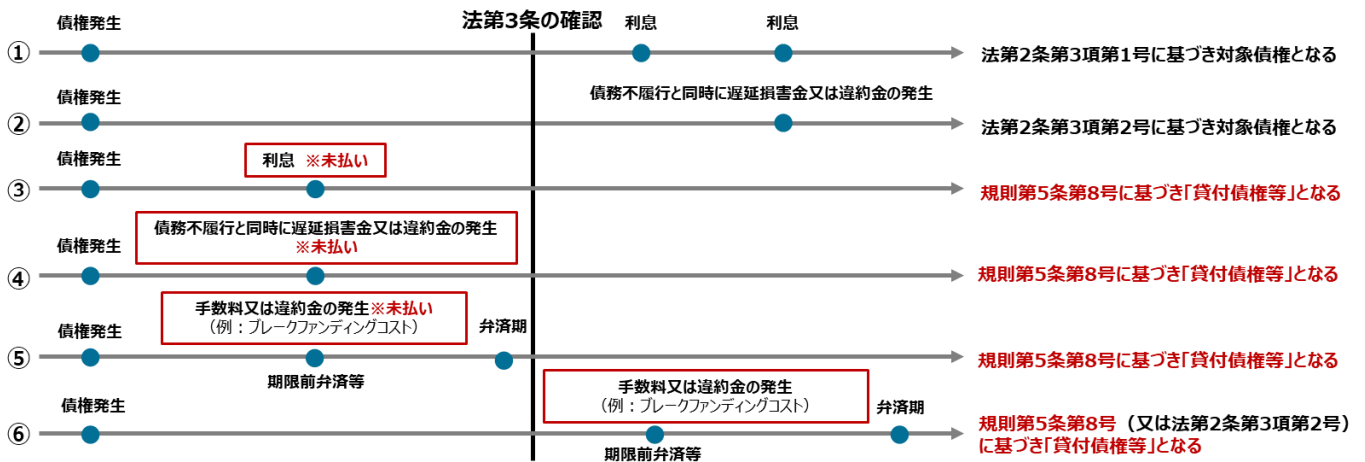 法第3条の確認
債権発生
利息
利息
①
法第2条第3項第1号に基づき対象債権となる
債権発生
債務不履行と同時に遅延損害金又は違約金の発生
②
法第2条第3項第2号に基づき対象債権となる
債権発生
利息 ※未払い
③
規則第5条第8号に基づき「貸付債権等」となる
債権発生
債務不履行と同時に遅延損害金又は違約金の発生
※未払い
④
規則第5条第8号に基づき「貸付債権等」となる
債権発生
手数料又は違約金の発生※未払い
（例：ブレークファンディングコスト）
弁済期
⑤
期限前弁済等
規則第5条第8号に基づき「貸付債権等」となる
債権発生
手数料又は違約金の発生
（例：ブレークファンディングコスト）
弁済期
⑥
期限前弁済等
規則第5条第8号（又は法第2条第3項第2号）
に基づき「貸付債権等」となる